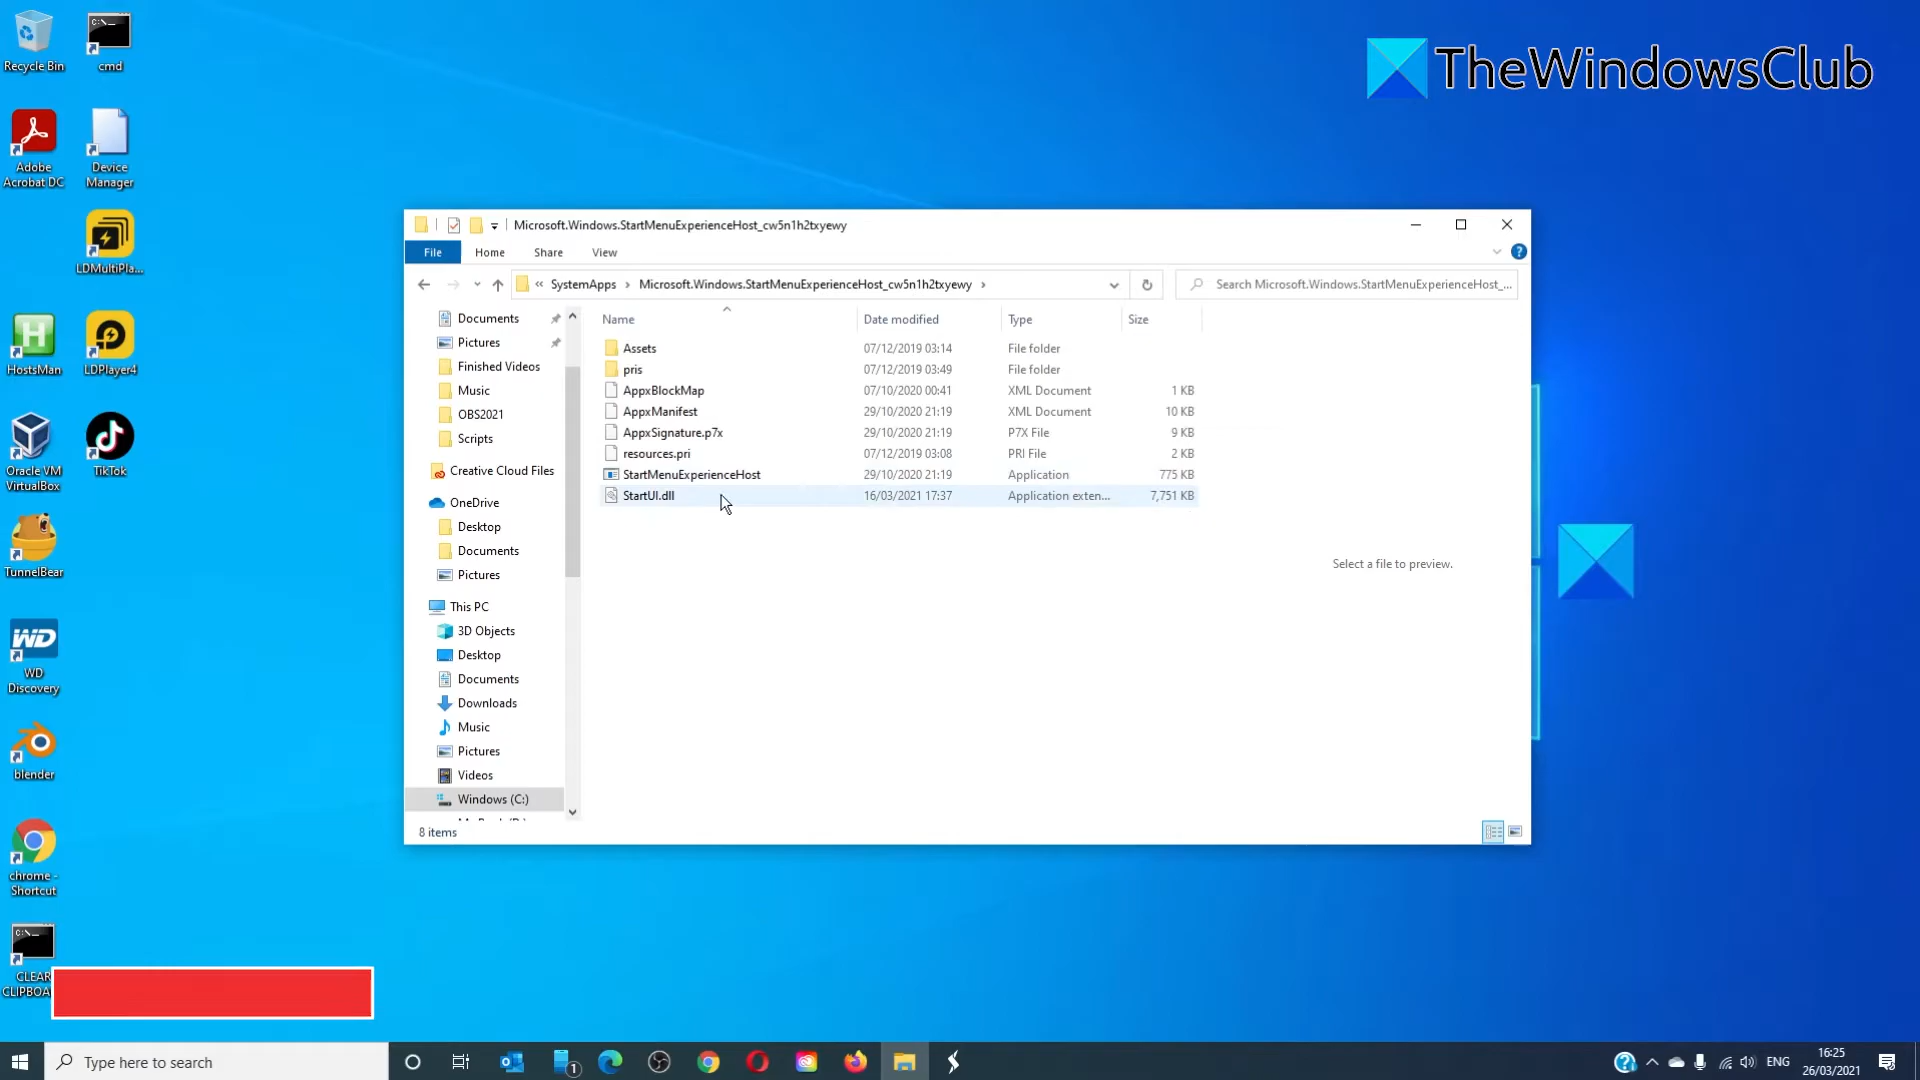 Recycle Bin
cmd
Adobe
Acrobat DC
Device
Manager
LDMultiPla...
HostsMan
LDPlayer4
Oracle VM
VirtualBox
TikTok
TunnelBear
WD
WD
Discovery
blender
chrome -
Shortcut
CLEAR
CLIPBOA
TheWindowsClub
Microsoft.Windows.StartMenuExperienceHost_cw5n1h2txyewy
File Home Share View
« SystemApps › Microsoft.Windows.StartMenuExperienceHost_cw5n1h2txyewy ›
Search Microsoft.Windows.StartMenuExperienceHost_...
Documents
Pictures
Finished Videos
Music
OBS2021
Scripts
Creative Cloud Files
OneDrive
Desktop
Documents
Pictures
This PC
3D Objects
Desktop
Documents
Downloads
Music
Pictures
Videos
Windows (C:)
Name Date modified Type Size
Assets 07/12/2019 03:14 File folder
pris 07/12/2019 03:49 File folder
AppxBlockMap 07/10/2020 00:41 XML Document 1 KB
AppxManifest 29/10/2020 21:19 XML Document 10 KB
AppxSignature.p7x 29/10/2020 21:19 P7X File 9 KB
resources.pri 07/12/2019 03:08 PRI File 2 KB
StartMenuExperienceHost 29/10/2020 21:19 Application 775 KB
StartUI.dll 16/03/2021 17:37 Application exten... 7,751 KB
Select a file to preview.
8 items
Type here to search
1
ENG
16:25
26/03/2021